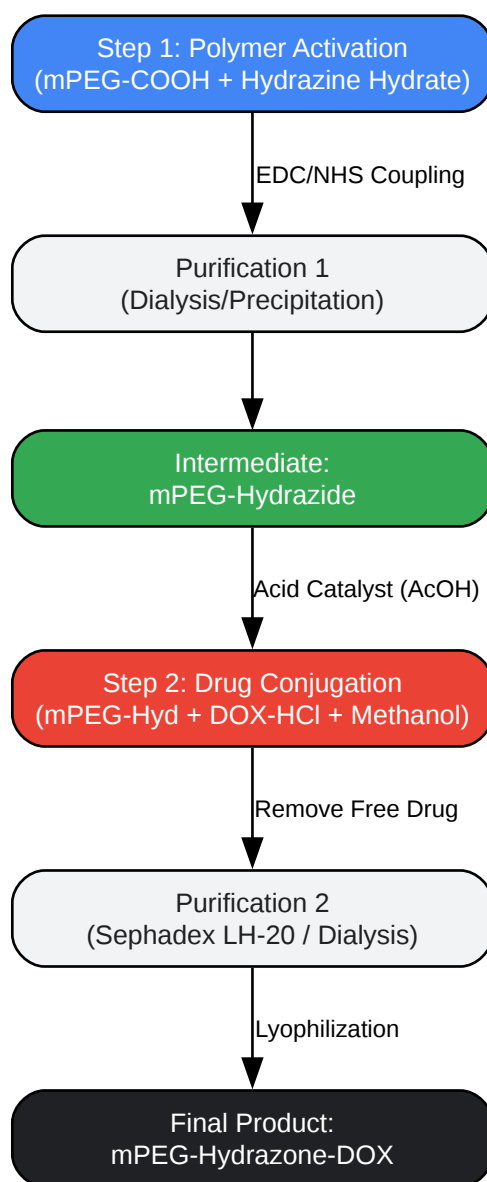 Step 1: Polymer Activation
(mPEG-COOH + Hydrazine Hydrate)
EDC/NHS Coupling
Purification 1
(Dialysis/Precipitation)
Intermediate:
mPEG-Hydrazide
Acid Catalyst (AcOH)
Step 2: Drug Conjugation
(mPEG-Hyd + DOX-HCl + Methanol)
Remove Free Drug
Purification 2
(Sephadex LH-20 / Dialysis)
Lyophilization
Final Product:
mPEG-Hydrazone-DOX